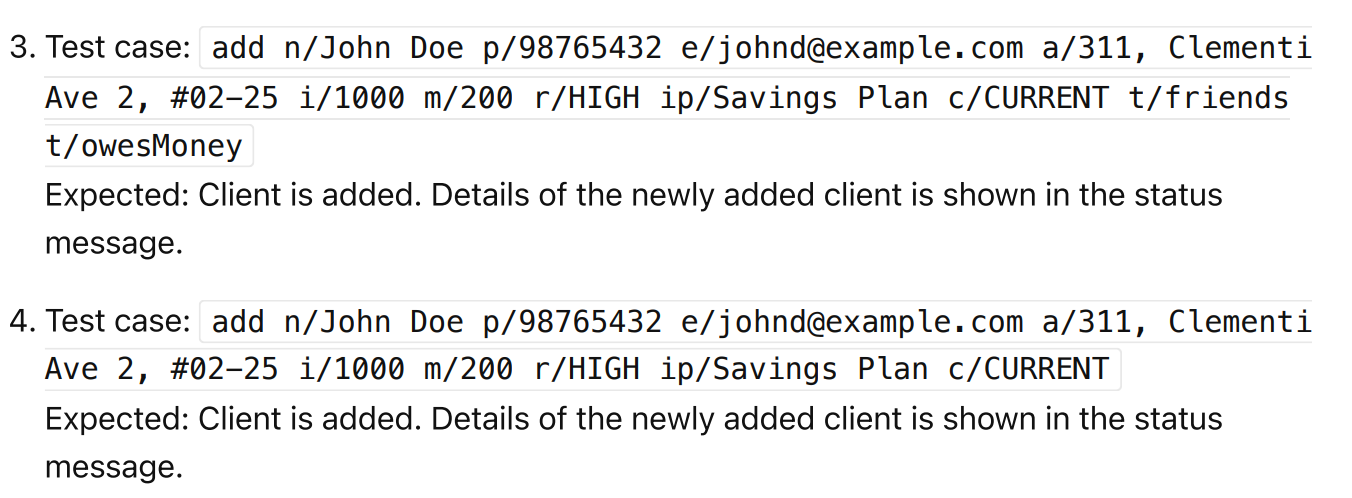 3. Test case: add n/John Doe p/98765432 e/johnd@example.com a/311, Clementi
Ave 2, #02-25 i/1000 m/200 r/HIGH ip/Savings Plan c/CURRENT t/friends
t/owesMoney
Expected: Client is added. Details of the newly added client is shown in the status
message.
4. Test case: add n/John Doe p/98765432 e/johnd@example.com a/311, Clementi
Ave 2, #02-25 i/1000 m/200 r/HIGH ip/Savings Plan c/CURRENT
Expected: Client is added. Details of the newly added client is shown in the status
message.